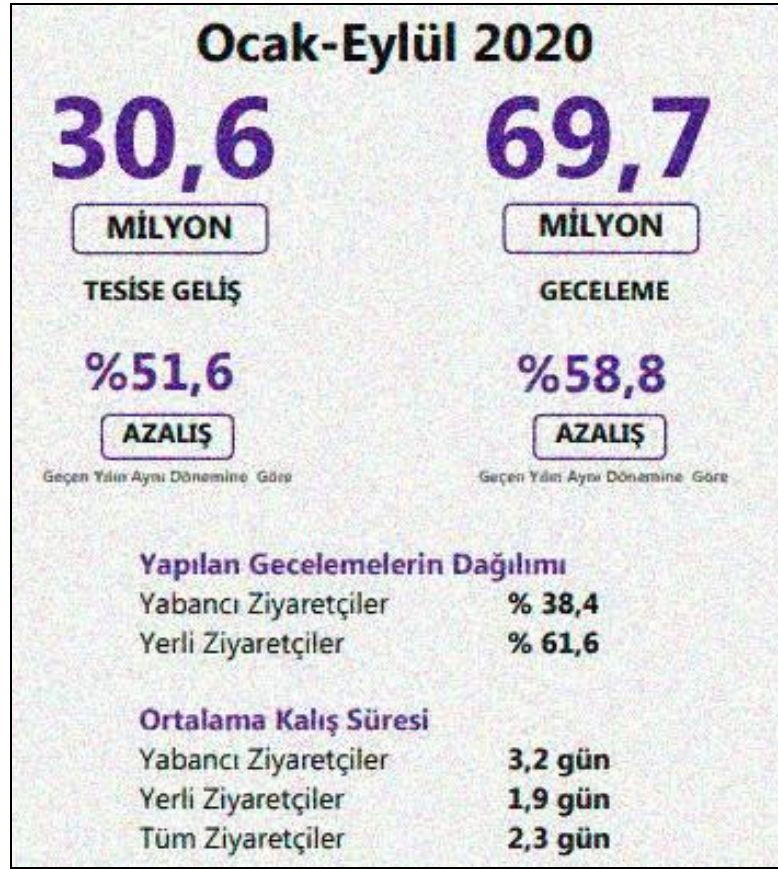 Ocak-Eylül 2020
30,6
69,7
MİLYON
MİLYON
TESİSE GELİŞ
GECELEME
%51,6
%58,8
AZALIŞ
AZALIŞ
Geçen Yılın Aynı Dönemine Göre
Geçen Yılın Aynı Dönemine Göre
Yapılan Gecelemelerin Dağılımı
Yabancı Ziyaretçiler % 38,4
Yerli Ziyaretçiler % 61,6
Ortalama Kalış Süresi
Yabancı Ziyaretçiler 3,2 gün
Yerli Ziyaretçiler 1,9 gün
Tüm Ziyaretçiler 2,3 gün